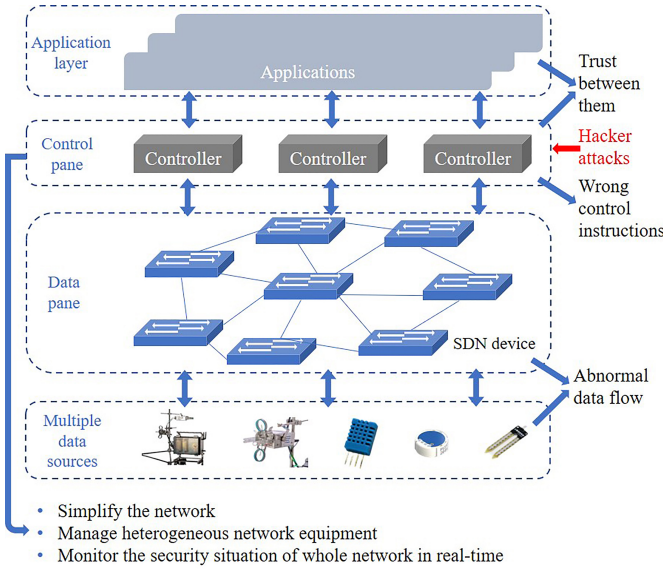 Application
layer
Applications
Trust
between
them
Control
pane
Controller
Controller
Controller
Hacker
attacks
Wrong
control
instructions
Data
pane
SDN device
Abnormal
data flow
Multiple
data
sources
• Simplify the network
• Manage heterogeneous network equipment
• Monitor the security situation of whole network in real-time